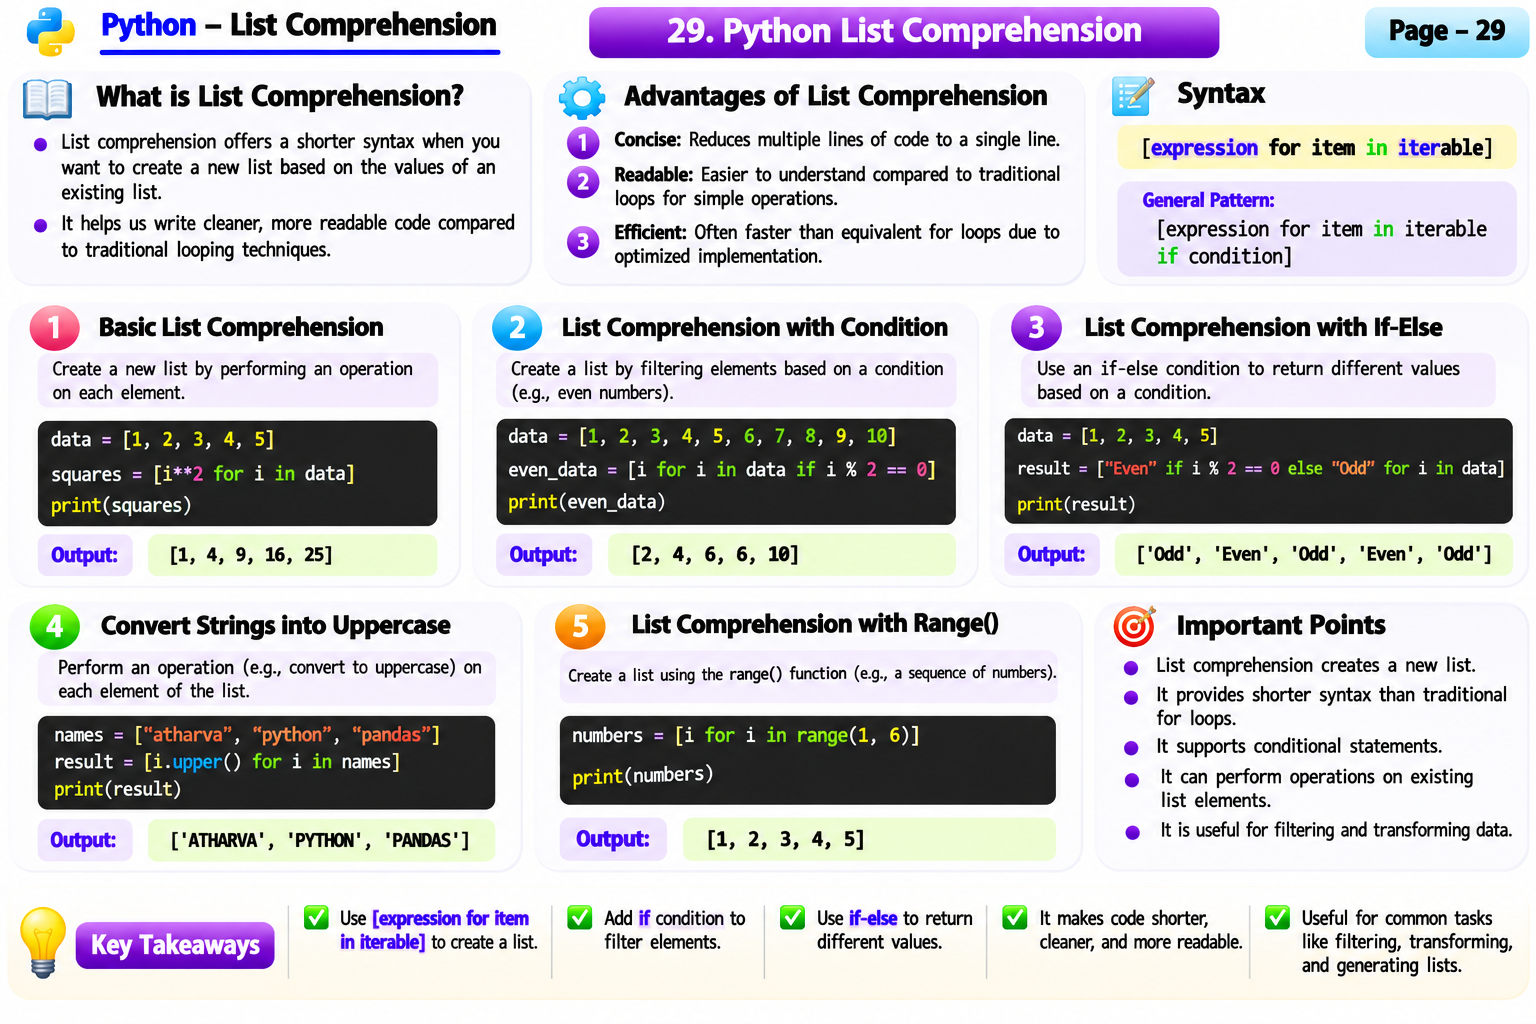 Python – List Comprehension
29. Python List Comprehension
Page – 29
What is List Comprehension?
List comprehension offers a shorter syntax when you
want to create a new list based on the values of an
existing list.
It helps us write cleaner, more readable code compared
to traditional looping techniques.
Advantages of List Comprehension
1 Concise: Reduces multiple lines of code to a single line.
2 Readable: Easier to understand compared to traditional
loops for simple operations.
3 Efficient: Often faster than equivalent for loops due to
optimized implementation.
Syntax
[expression for item in iterable]
General Pattern:
[expression for item in iterable
if condition]
1 Basic List Comprehension
Create a new list by performing an operation
on each element.
data = [1, 2, 3, 4, 5]
squares = [i**2 for i in data]
print(squares)
Output: [1, 4, 9, 16, 25]
2 List Comprehension with Condition
Create a list by filtering elements based on a condition
(e.g., even numbers).
data = [1, 2, 3, 4, 5, 6, 7, 8, 9, 10]
even_data = [i for i in data if i % 2 == 0]
print(even_data)
Output: [2, 4, 6, 6, 10]
3 List Comprehension with If-Else
Use an if-else condition to return different values
based on a condition.
data = [1, 2, 3, 4, 5]
result = ["Even" if i % 2 == 0 else "Odd" for i in data]
print(result)
Output: ['Odd', 'Even', 'Odd', 'Even', 'Odd']
4 Convert Strings into Uppercase
Perform an operation (e.g., convert to uppercase) on
each element of the list.
names = [“atharva”, “python”, “pandas”]
result = [i.upper() for i in names]
print(result)
Output: ['ATHARVA', 'PYTHON', 'PANDAS']
5 List Comprehension with Range()
Create a list using the range() function (e.g., a sequence of numbers).
numbers = [i for i in range(1, 6)]
print(numbers)
Output: [1, 2, 3, 4, 5]
Important Points
List comprehension creates a new list.
It provides shorter syntax than traditional
for loops.
It supports conditional statements.
It can perform operations on existing
list elements.
It is useful for filtering and transforming data.
Key Takeaways
Use [expression for item
in iterable] to create a list.
Add if condition to
filter elements.
Use if-else to return
different values.
It makes code shorter,
cleaner, and more readable.
Useful for common tasks
like filtering, transforming,
and generating lists.